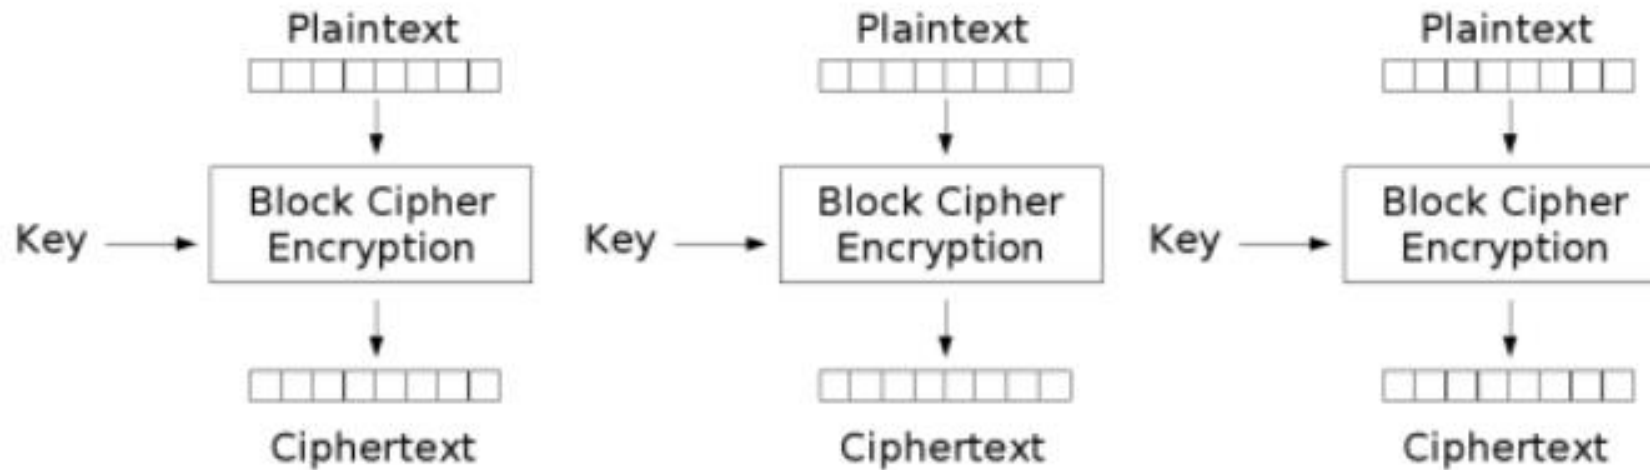 Plaintext Plaintext Plaintext
Key Block Cipher Encryption Key Block Cipher Encryption Key Block Cipher Encryption
Ciphertext Ciphertext Ciphertext